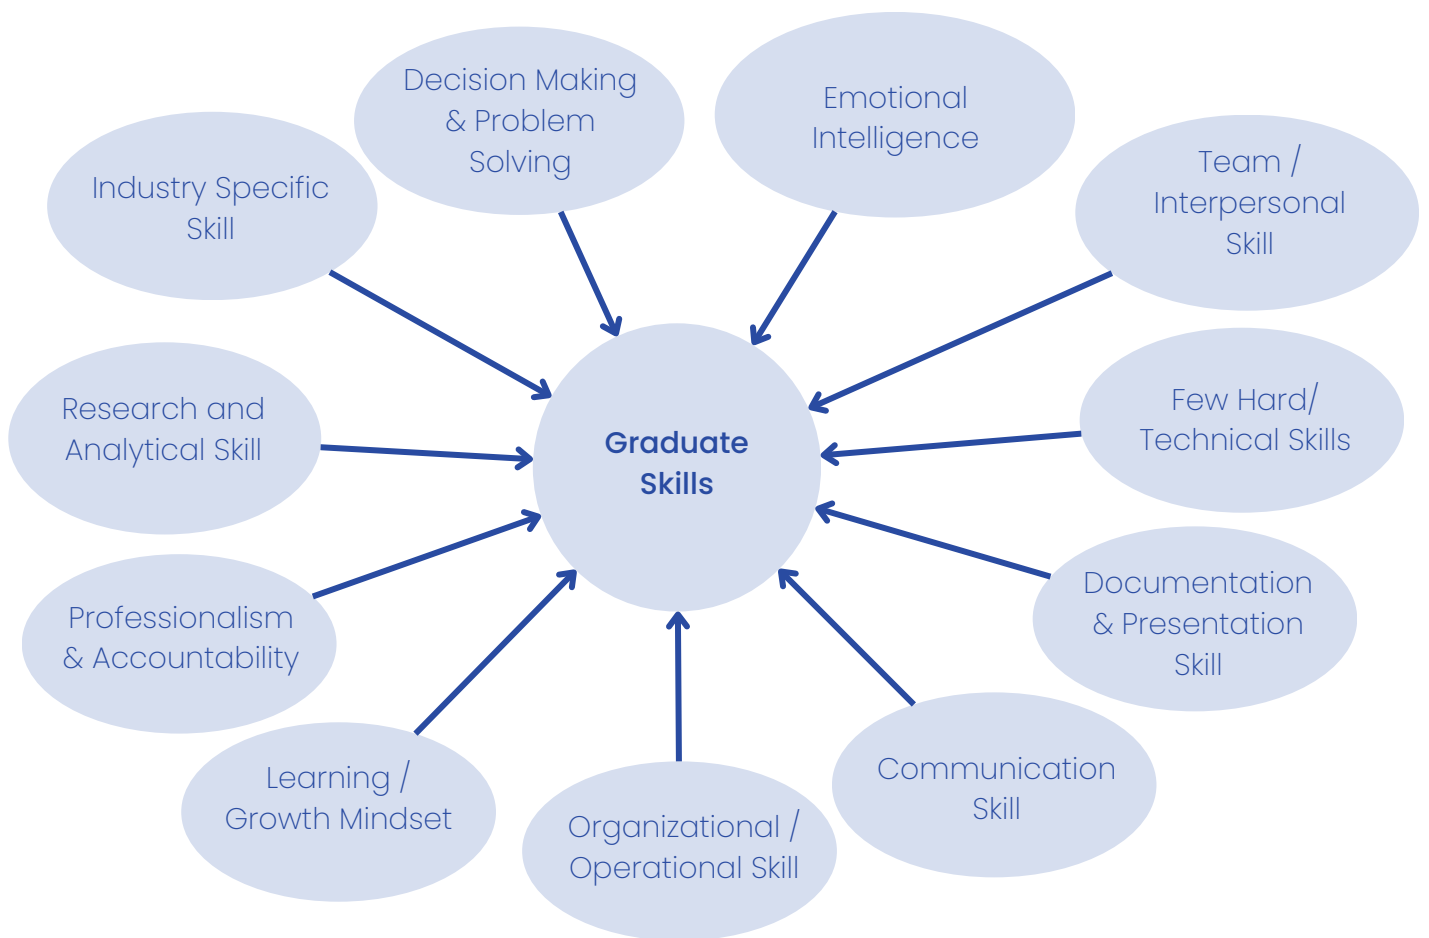 Decision Making
& Problem
Solving
Emotional
Intelligence
Team /
Interpersonal
Skill
Industry Specific
Skill
Few Hard/
Technical Skills
Research and
Analytical Skill
Graduate
Skills
Documentation
& Presentation
Skill
Professionalism
& Accountability
Communication
Skill
Learning /
Growth Mindset
Organizational /
Operational Skill